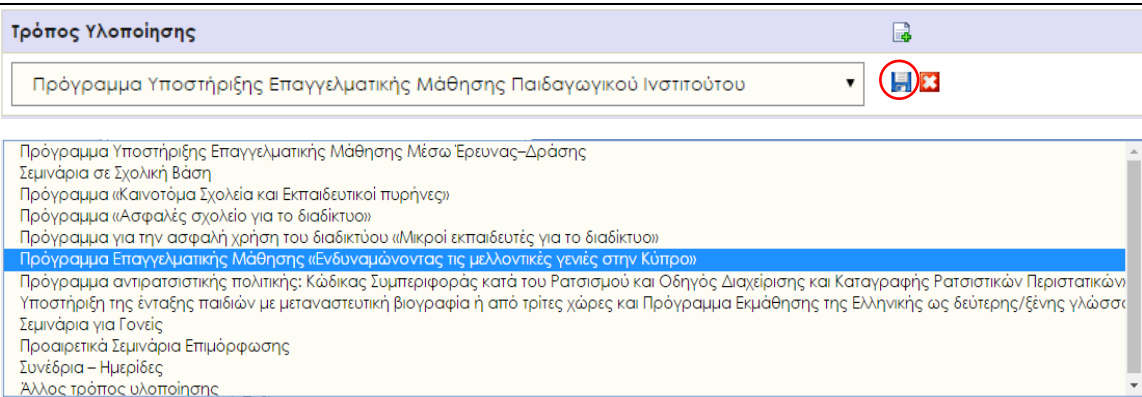 Τρόπος Υλοποίησης
Πρόγραμμα Υποστήριξης Επαγγελματικής Μάθησης Παιδαγωγικού Ινστιτούτου
Πρόγραμμα Υποστήριξης Επαγγελματικής Μάθησης Μέσω Έρευνας–Δράσης
Σεμινάρια σε Σχολική Βάση
Πρόγραμμα «Καινοτόμα Σχολεία και Εκπαιδευτικοί πυρήνες»
Πρόγραμμα «Ασφαλές σχολείο για το διαδίκτυο»
Πρόγραμμα για την ασφαλή χρήση του διαδικτύου «Μικροί εκπαιδευτές για το διαδίκτυο»
Πρόγραμμα Επαγγελματικής Μάθησης «Ενδυναμώνοντας τις μελλοντικές γενιές στην Κύπρο»
Πρόγραμμα αντιρατσιστικής πολιτικής: Κώδικας Συμπεριφοράς κατά του Ρατσισμού και Οδηγός Διαχείρισης και Καταγραφής Ρατσιστικών Περιστατικών»
Υποστήριξη της ένταξης παιδιών με μεταναστευτική βιογραφία ή από τρίτες χώρες και Πρόγραμμα Εκμάθησης της Ελληνικής ως δεύτερης/ξένης γλώσσα
Σεμινάρια για Γονείς
Προαιρετικά Σεμινάρια Επιμόρφωσης
Συνέδρια – Ημερίδες
Άλλος τρόπος υλοποίησης